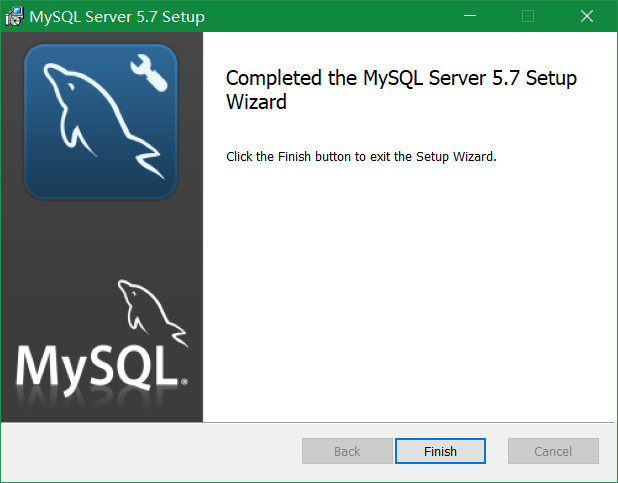 MySQL Server 5.7 Setup
Completed the MySQL Server 5.7 Setup
Wizard
Click the Finish button to exit the Setup Wizard.
MySQL®
Back
Finish
Cancel